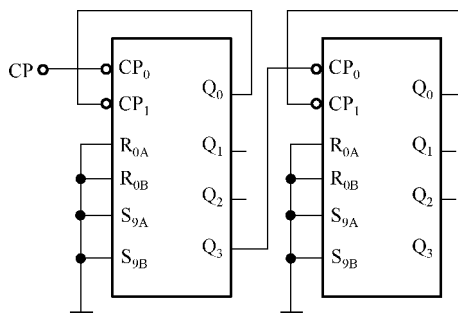 CP
CP₀
CP₁
R₀A
R₀B
S₉A
S₉B
Q₀
Q₁
Q₂
Q₃
CP₀
CP₁
R₀A
R₀B
S₉A
S₉B
Q₀
Q₁
Q₂
Q₃